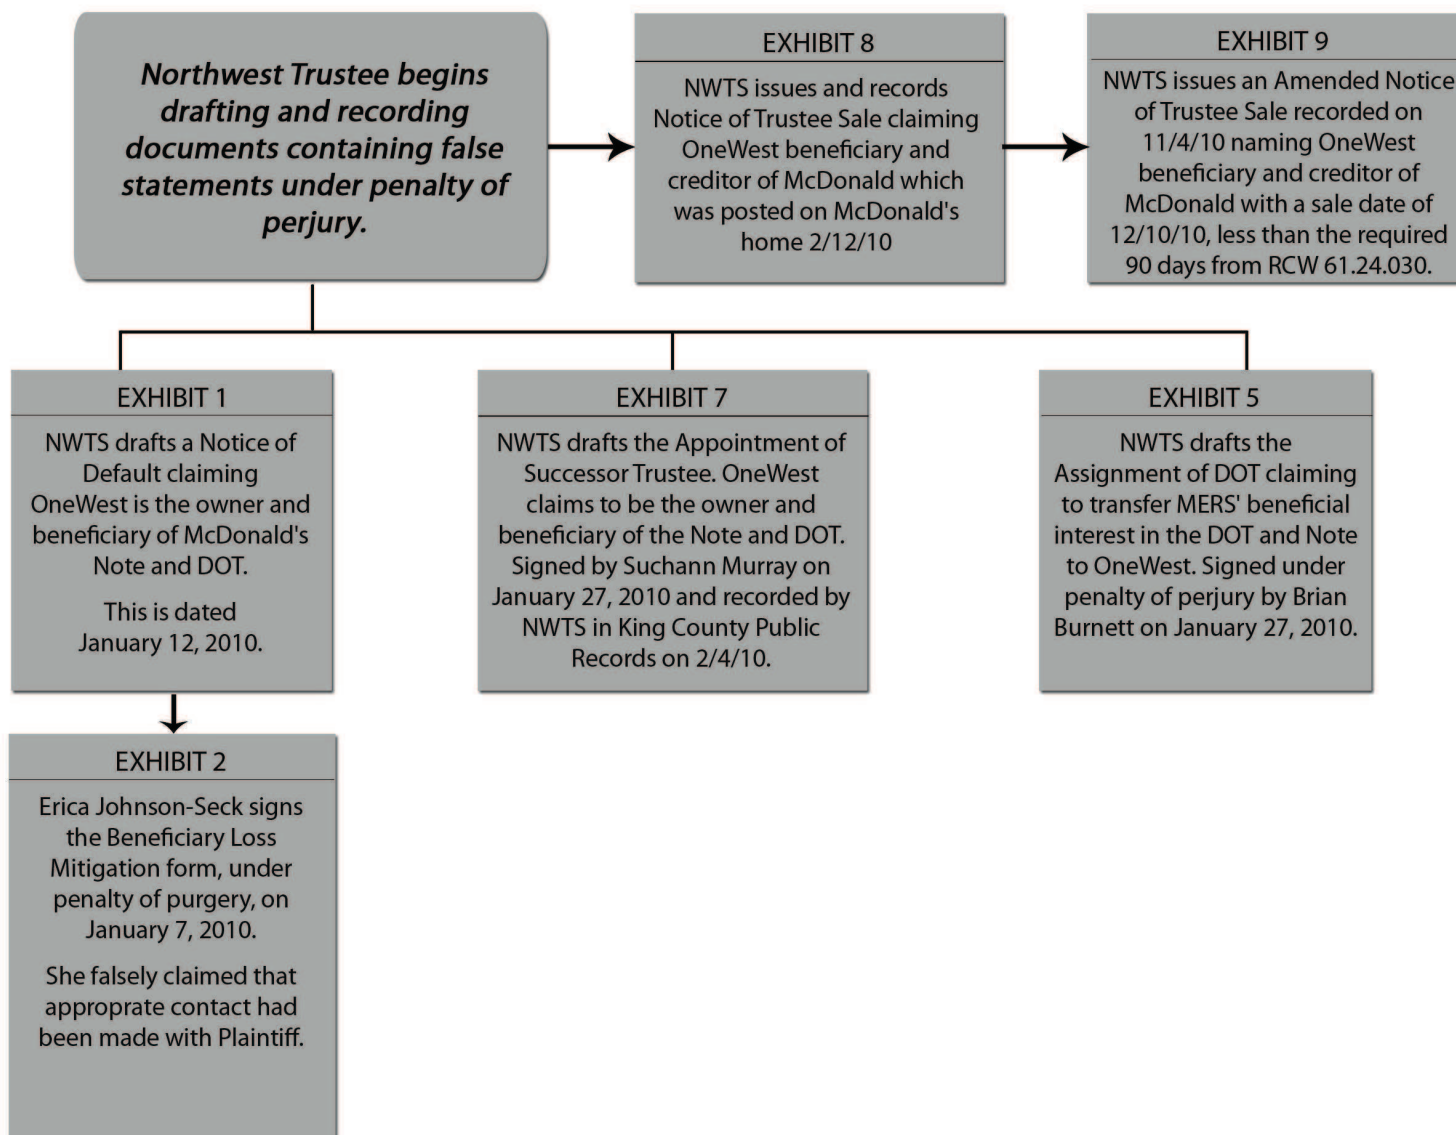 Northwest Trustee begins
drafting and recording
documents containing false
statements under penalty of
perjury.
EXHIBIT 8
NWTS issues and records
Notice of Trustee Sale claiming
OneWest beneficiary and
creditor of McDonald which
was posted on McDonald's
home 2/12/10
EXHIBIT 9
NWTS issues an Amended Notice
of Trustee Sale recorded on
11/4/10 naming OneWest
beneficiary and creditor of
McDonald with a sale date of
12/10/10, less than the required
90 days from RCW 61.24.030.
EXHIBIT 1
NWTS drafts a Notice of
Default claiming
OneWest is the owner and
beneficiary of McDonald's
Note and DOT.
This is dated
January 12, 2010.
EXHIBIT 7
NWTS drafts the Appointment of
Successor Trustee. OneWest
claims to be the owner and
beneficiary of the Note and DOT.
Signed by Suchann Murray on
January 27, 2010 and recorded by
NWTS in King County Public
Records on 2/4/10.
EXHIBIT 5
NWTS drafts the
Assignment of DOT claiming
to transfer MERS' beneficial
interest in the DOT and Note
to OneWest. Signed under
penalty of perjury by Brian
Burnett on January 27, 2010.
EXHIBIT 2
Erica Johnson-Seck signs
the Beneficiary Loss
Mitigation form, under
penalty of purgery, on
January 7, 2010.
She falsely claimed that
approprate contact had
been made with Plaintiff.